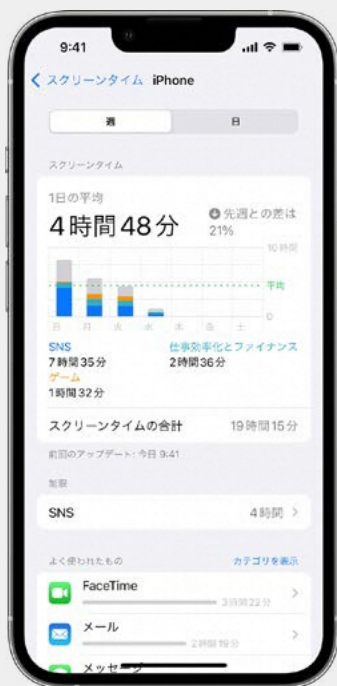 9:41
スクリーンタイム iPhone
週 日
スクリーンタイム
1日の平均
4時間48分
先週との差は
21%
10時間
平均
0
日 月 火 水 木 金 土
SNS 仕事効率化とファイナンス
7時間35分 2時間36分
ゲーム
1時間32分
スクリーンタイムの合計 19時間15分
前回のアップデート: 今日 9:41
制限
SNS 4時間
よく使われたもの カテゴリを表示
FaceTime
3時間22分
メール
2時間19分
メッセージ